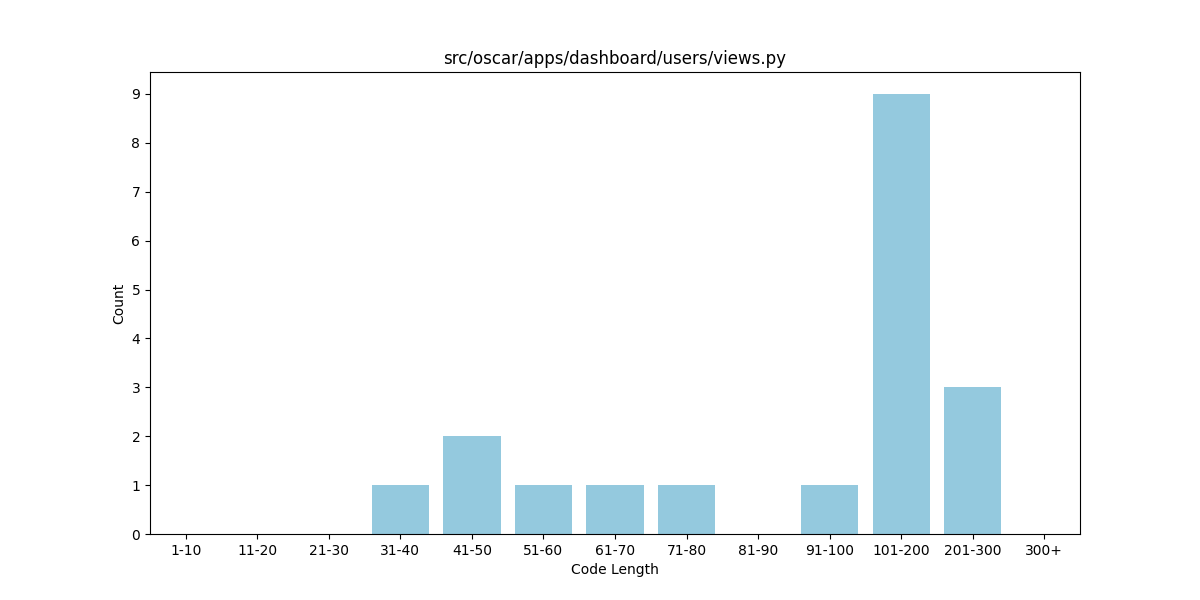 src/oscar/apps/dashboard/users/views.py
Count
9
8
7
6
5
4
3
2
1
0
1-10 11-20 21-30 31-40 41-50 51-60 61-70 71-80 81-90 91-100 101-200 201-300 300+
Code Length